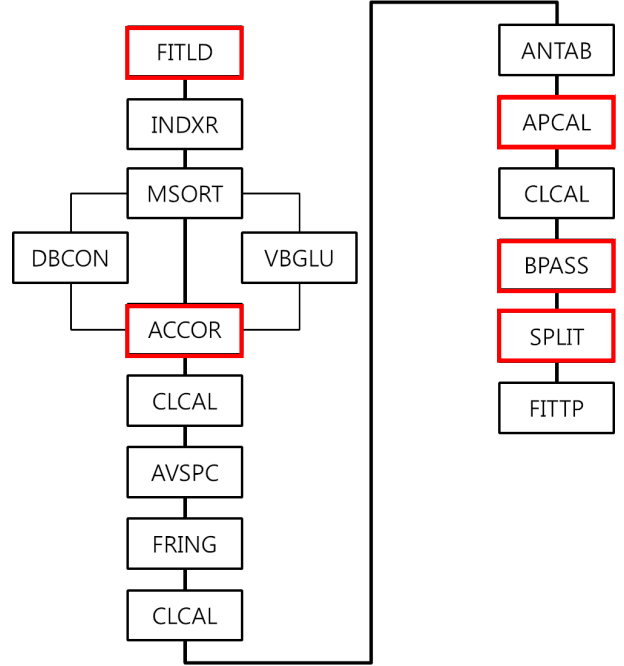 FITLD
INDXR
MSORT
DBCON
VBGLU
ACCOR
CLCAL
AVSPC
FRING
CLCAL
ANTAB
APCAL
CLCAL
BPASS
SPLIT
FITTP